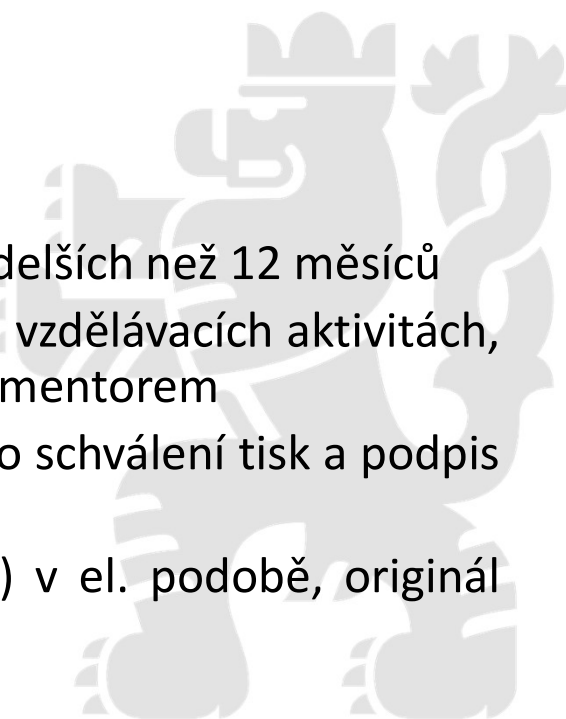 delších než 12 měsíců
vzdělávacích aktivitách,
mentorem
o schválení tisk a podpis
) v el. podobě, originál